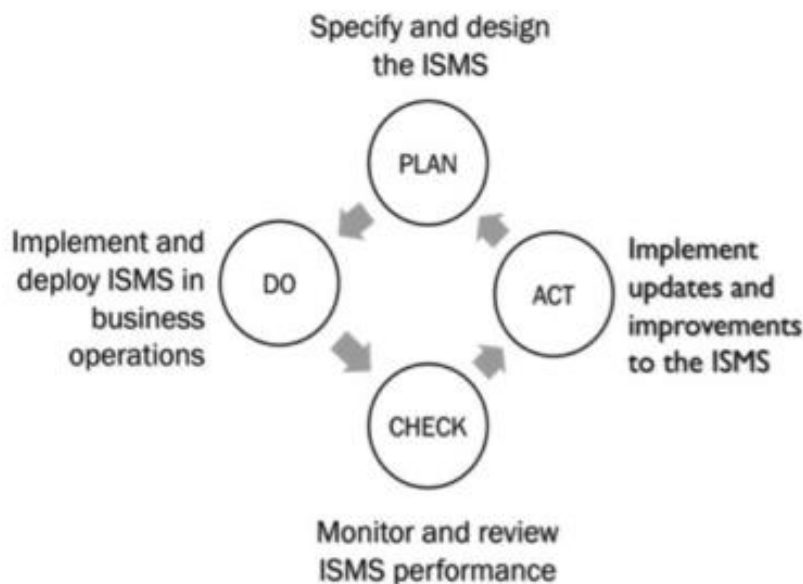 Specify and design
the ISMS
PLAN
Implement and
deploy ISMS in
business
operations
DO
ACT
Implement
updates and
improvements
to the ISMS
CHECK
Monitor and review
ISMS performance